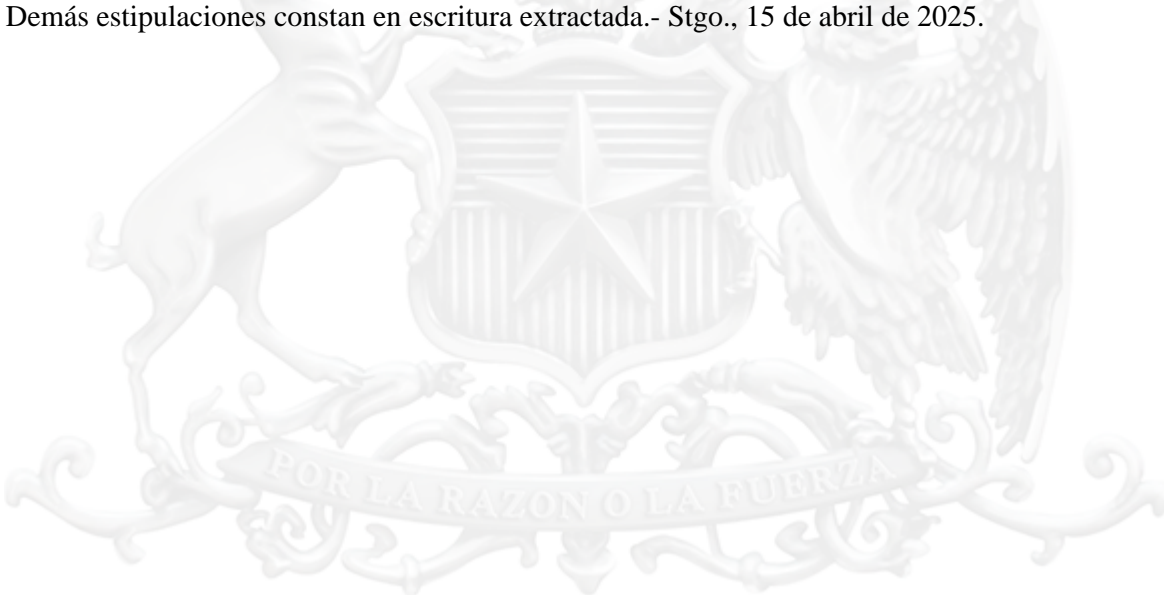 Demás estipulaciones constan en escritura extractada.- Stgo., 15 de abril de 2025.
POR LA RAZON O LA FUERZA